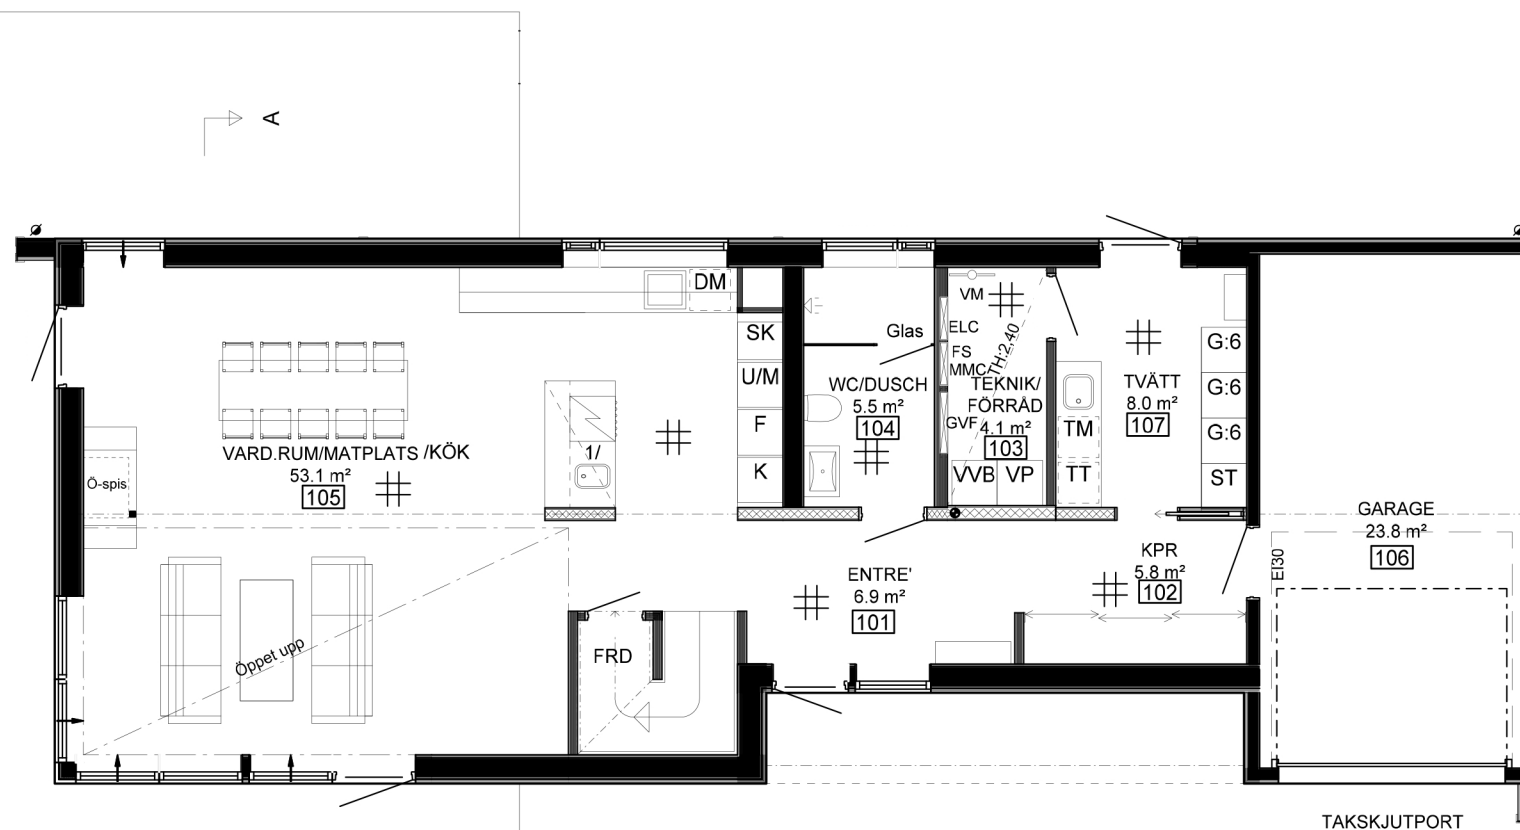 A
DM
SK
U/M
F
K
1/
VARD.RUM/MATPLATS /KÖK
53.1 m²
105
Ö-spis
Öppet upp
FRD
Glas
WC/DUSCH
5.5 m²
104
VM
ELC
FS
MMC
TH:2,40
GVF
TEKNIK/
FÖRRÅD
4.1 m²
103
VVB
VP
TM
TT
TVÄTT
8.0 m²
107
G:6
G:6
G:6
ST
ENTRE'
6.9 m²
101
KPR
5.8 m²
102
EI30
GARAGE
23.8 m²
106
TAKSKJUTPORT